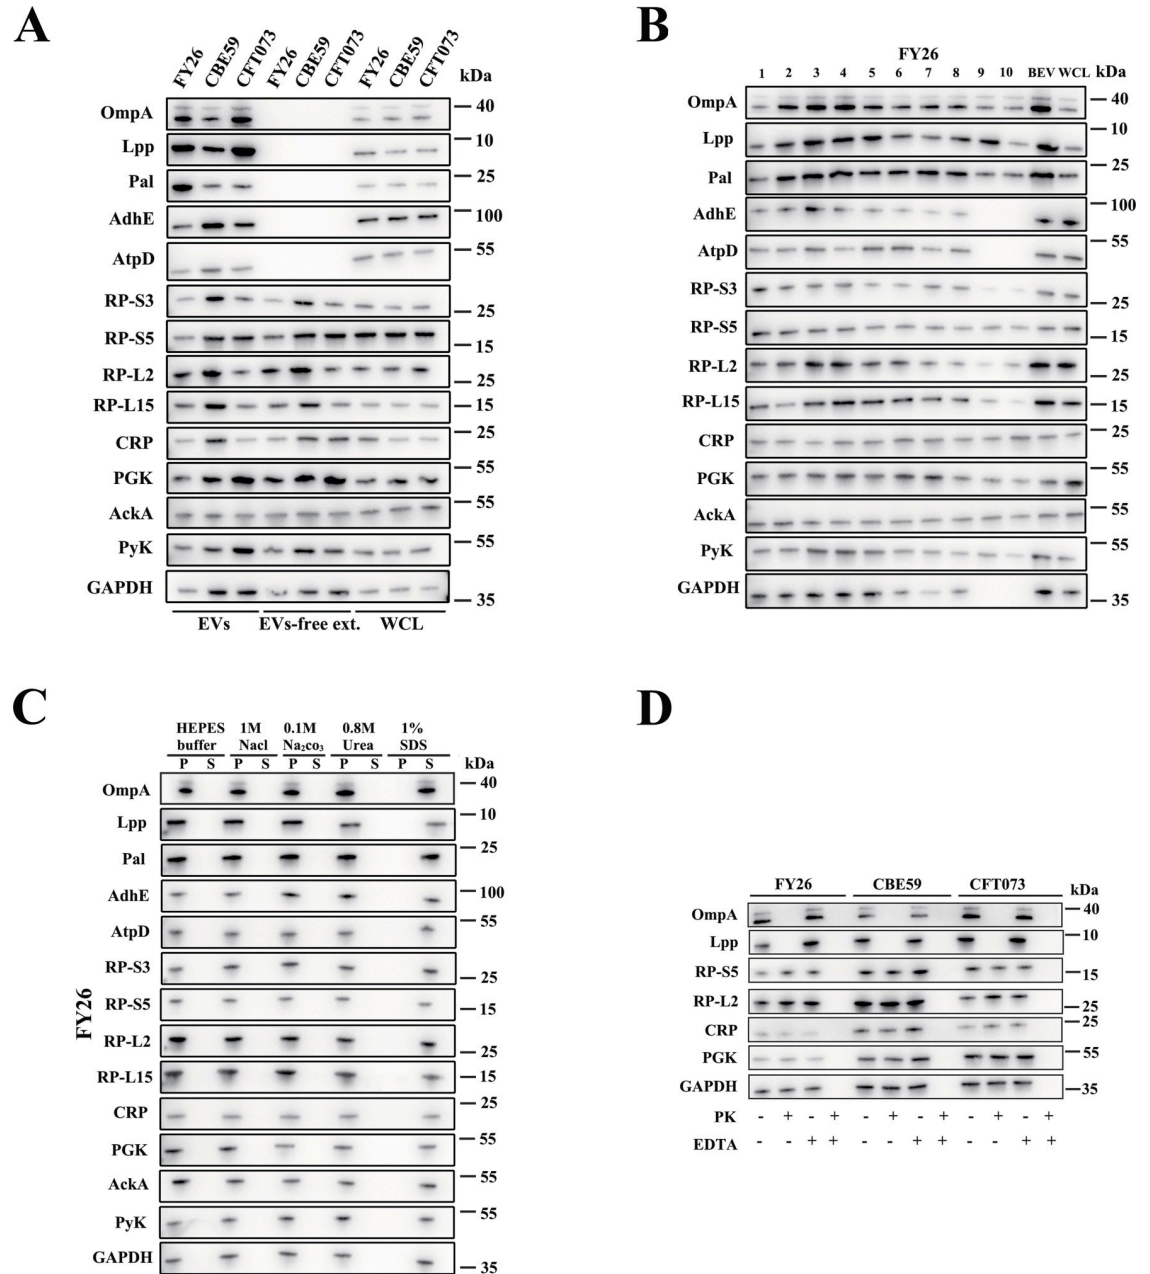 A
FY26 CBE59 CFT073 FY26 CBE59 CFT073 FY26 CBE59 CFT073 kDa
OmpA 40
Lpp 10
Pal 25
AdhE 100
AtpD 55
RP-S3 25
RP-S5 15
RP-L2 25
RP-L15 15
CRP 25
PGK 55
AckA 55
PyK 55
GAPDH 35
EVs EVs-free ext. WCL
B
FY26
1 2 3 4 5 6 7 8 9 10 BEV WCL kDa
OmpA 40
Lpp 10
Pal 25
AdhE 100
AtpD 55
RP-S3 25
RP-S5 15
RP-L2 25
RP-L15 15
CRP 25
PGK 55
AckA 55
PyK 55
GAPDH 35
C
HEPES 1M 0.1M 0.8M 1%
buffer Nacl Na₂co₃ Urea SDS
P S P S P S P S P S kDa
OmpA 40
Lpp 10
Pal 25
AdhE 100
AtpD 55
RP-S3 25
RP-S5 15
RP-L2 25
RP-L15 15
CRP 25
PGK 55
AckA 55
PyK 55
GAPDH 35
FY26
D
FY26 CBE59 CFT073 kDa
OmpA 40
Lpp 10
RP-S5 15
RP-L2 25
CRP 25
PGK 55
GAPDH 35
PK - + - + - + - + - + - +
EDTA - - + + - - + + - - + +